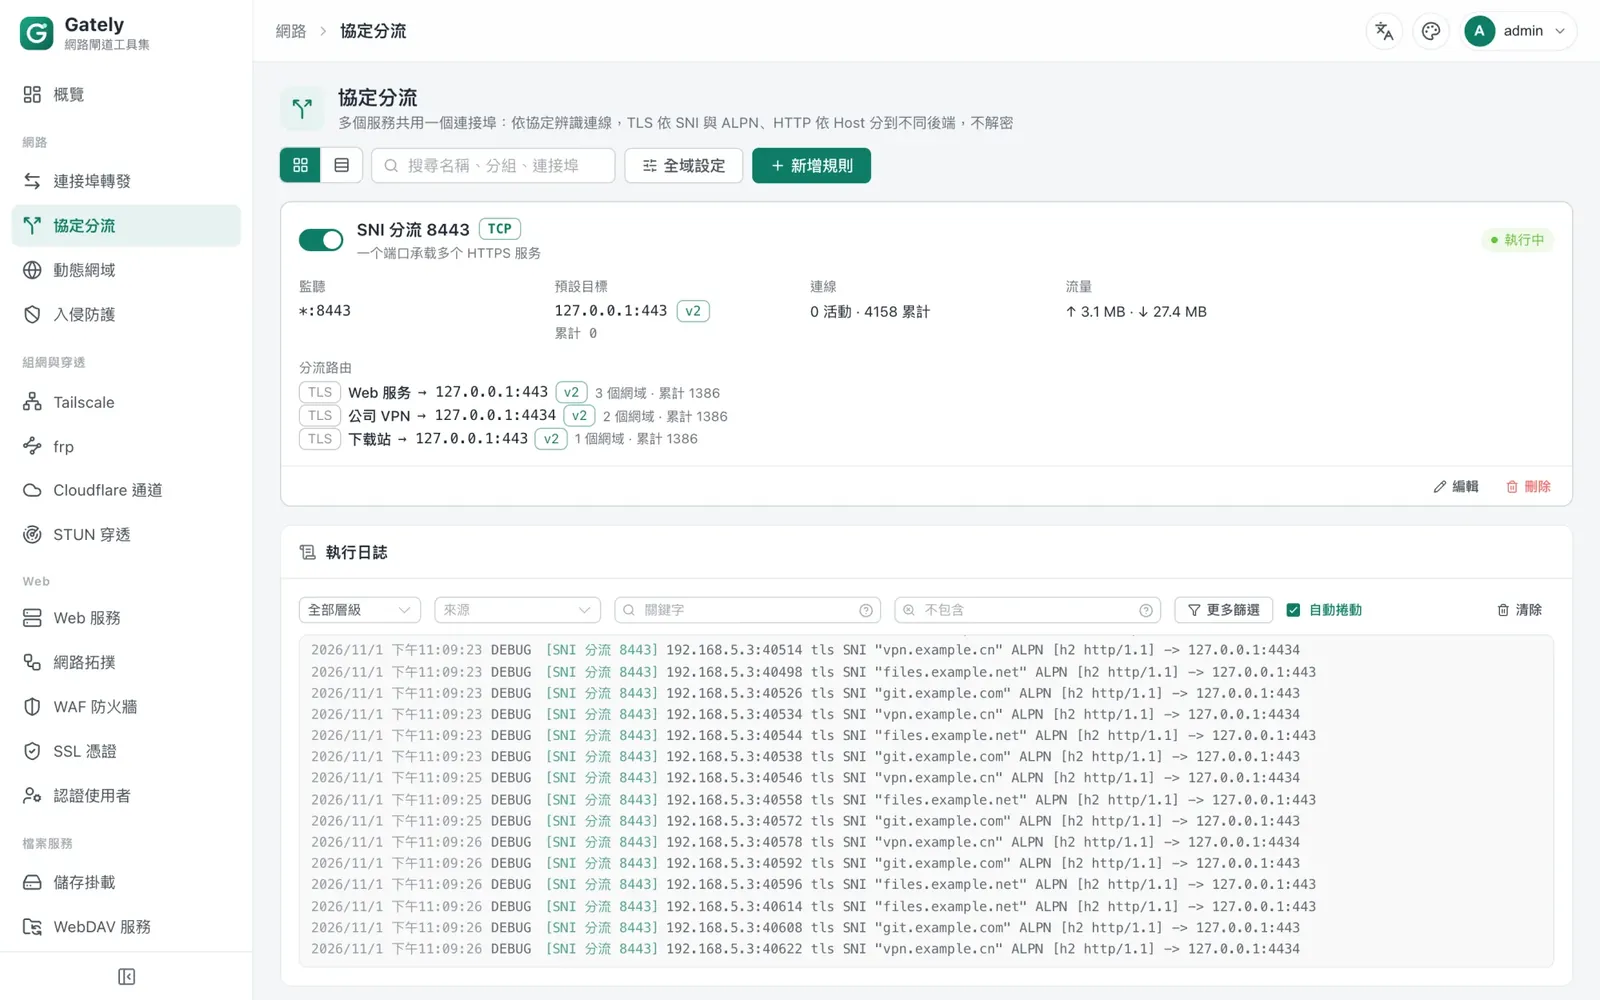 Gately
網路閘道工具集
概覽
網路
連接埠轉發
協定分流
動態網域
入侵防護
組網與穿透
Tailscale
frp
Cloudflare 通道
STUN 穿透
Web
Web 服務
網路拓撲
WAF 防火牆
SSL 憑證
認證使用者
檔案服務
儲存掛載
WebDAV 服務
網路 > 協定分流
A admin
協定分流
多個服務共用一個連接埠：依協定辨識連線，TLS 依 SNI 與 ALPN、HTTP 依 Host 分到不同後端，不解密
搜尋名稱、分組、連接埠
全域設定
+ 新增規則
SNI 分流 8443 TCP
一个端口承载多个 HTTPS 服务
執行中
監聽
*:8443
預設目標
127.0.0.1:443 v2
累計 0
連線
0 活動 · 4158 累計
流量
↑ 3.1 MB · ↓ 27.4 MB
分流路由
TLS Web 服务 → 127.0.0.1:443 v2 3 個網域 · 累計 1386
TLS 公司 VPN → 127.0.0.1:4434 v2 2 個網域 · 累計 1386
TLS 下载站 → 127.0.0.1:443 v2 1 個網域 · 累計 1386
編輯
刪除
執行日誌
全部層級
來源
關鍵字
不包含
更多篩選
自動捲動
清除
2026/11/1 下午11:09:23 DEBUG [SNI 分流 8443] 192.168.5.3:40514 tls SNI "vpn.example.cn" ALPN [h2 http/1.1] -> 127.0.0.1:4434
2026/11/1 下午11:09:23 DEBUG [SNI 分流 8443] 192.168.5.3:40498 tls SNI "files.example.net" ALPN [h2 http/1.1] -> 127.0.0.1:443
2026/11/1 下午11:09:23 DEBUG [SNI 分流 8443] 192.168.5.3:40526 tls SNI "git.example.com" ALPN [h2 http/1.1] -> 127.0.0.1:443
2026/11/1 下午11:09:23 DEBUG [SNI 分流 8443] 192.168.5.3:40534 tls SNI "vpn.example.cn" ALPN [h2 http/1.1] -> 127.0.0.1:4434
2026/11/1 下午11:09:23 DEBUG [SNI 分流 8443] 192.168.5.3:40544 tls SNI "files.example.net" ALPN [h2 http/1.1] -> 127.0.0.1:443
2026/11/1 下午11:09:23 DEBUG [SNI 分流 8443] 192.168.5.3:40538 tls SNI "git.example.com" ALPN [h2 http/1.1] -> 127.0.0.1:443
2026/11/1 下午11:09:25 DEBUG [SNI 分流 8443] 192.168.5.3:40546 tls SNI "vpn.example.cn" ALPN [h2 http/1.1] -> 127.0.0.1:4434
2026/11/1 下午11:09:25 DEBUG [SNI 分流 8443] 192.168.5.3:40558 tls SNI "files.example.net" ALPN [h2 http/1.1] -> 127.0.0.1:443
2026/11/1 下午11:09:25 DEBUG [SNI 分流 8443] 192.168.5.3:40572 tls SNI "git.example.com" ALPN [h2 http/1.1] -> 127.0.0.1:443
2026/11/1 下午11:09:26 DEBUG [SNI 分流 8443] 192.168.5.3:40578 tls SNI "vpn.example.cn" ALPN [h2 http/1.1] -> 127.0.0.1:4434
2026/11/1 下午11:09:26 DEBUG [SNI 分流 8443] 192.168.5.3:40592 tls SNI "git.example.com" ALPN [h2 http/1.1] -> 127.0.0.1:443
2026/11/1 下午11:09:26 DEBUG [SNI 分流 8443] 192.168.5.3:40596 tls SNI "files.example.net" ALPN [h2 http/1.1] -> 127.0.0.1:443
2026/11/1 下午11:09:26 DEBUG [SNI 分流 8443] 192.168.5.3:40614 tls SNI "files.example.net" ALPN [h2 http/1.1] -> 127.0.0.1:443
2026/11/1 下午11:09:26 DEBUG [SNI 分流 8443] 192.168.5.3:40608 tls SNI "git.example.com" ALPN [h2 http/1.1] -> 127.0.0.1:443
2026/11/1 下午11:09:26 DEBUG [SNI 分流 8443] 192.168.5.3:40622 tls SNI "vpn.example.cn" ALPN [h2 http/1.1] -> 127.0.0.1:4434